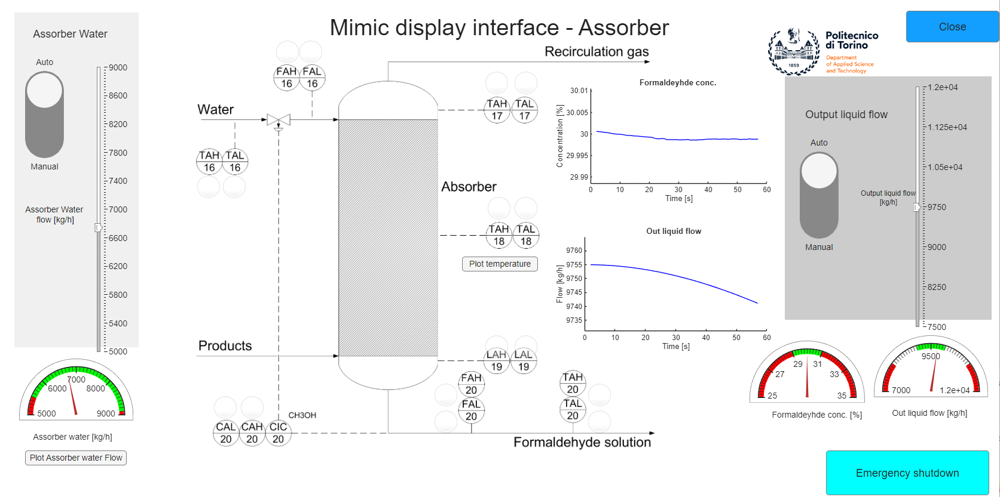 Mimic display interface - Assorber
Close
Politecnico
di Torino
Department
of Applied Science
and Technology
1859
Assorber Water
Auto
Manual
Assorber Water
flow [kg/h]
9000
8600
8200
7800
7400
7000
6600
6200
5800
5400
5000
5000
6000
7000
8000
9000
Assorber water [kg/h]
Plot Assorber water Flow
Recirculation gas
FAH
16
FAL
16
Water
TAH
16
TAL
16
TAH
17
TAL
17
Absorber
TAH
18
TAL
18
Plot temperature
Products
LAH
19
LAL
19
FAH
20
FAL
20
TAH
20
TAL
20
CH3OH
CAL
20
CAH
20
CIC
20
Formaldehyde solution
Formaldeyhde conc.
Concentration [%]
30.01
30.005
30
29.995
29.99
0
10
20
30
40
50
60
Time [s]
Out liquid flow
Flow [kg/h]
9760
9755
9750
9745
9740
9735
0
10
20
30
40
50
60
Time [s]
Output liquid flow
Auto
Manual
Output liquid flow
[kg/h]
1.2e+04
1.125e+04
1.05e+04
9750
9000
8250
7500
25
27
29
31
33
35
Formaldeyhde conc. [%]
7000
9500
1.2e+04
Out liquid flow [kg/h]
Emergency shutdown